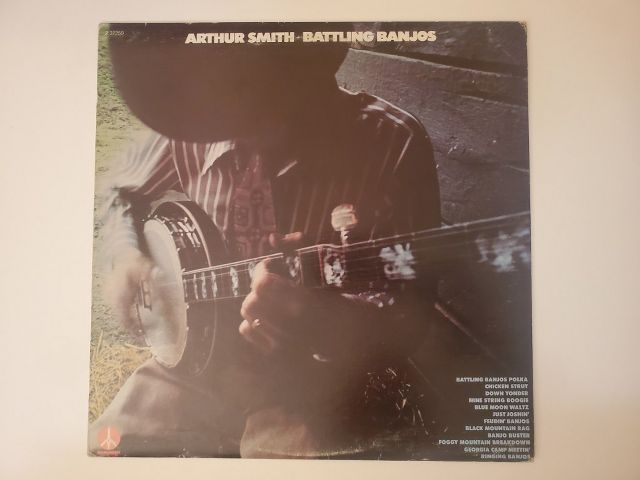 ARTHUR SMITH - BATTLING BANJOS
BATTLING BANJOS POLKA
CHICKEN STRUT
DOWN YONDER
NINE STRING BOOGIE
BLUE MOON WALTZ
JUST JOSHIN'
FEUDIN' BANJOS
BLACK MOUNTAIN RAG
BANJO BUSTER
FOGGY MOUNTAIN BREAKDOWN
GEORGIA CAMP MEETIN'
RINGING BANJOS